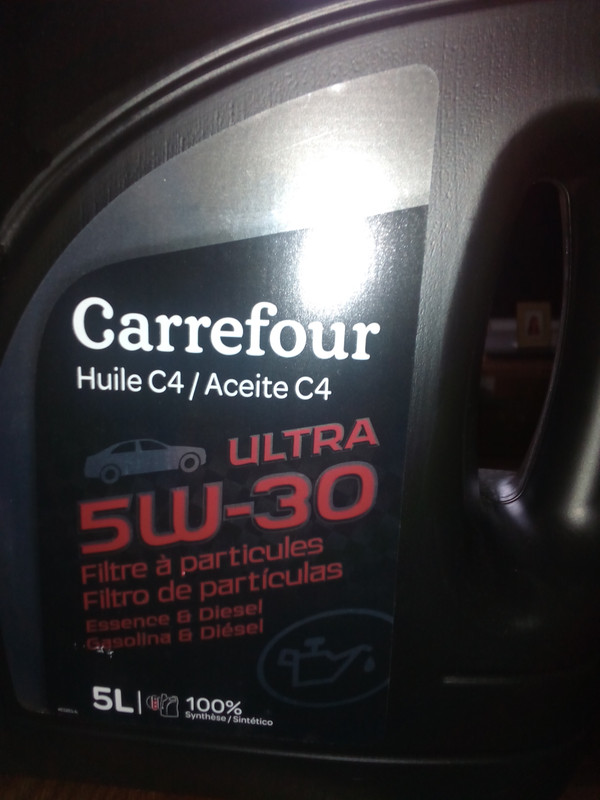 Carrefour
Huile C4 / Aceite C4
ULTRA
5W-30
Filtre à particules
Filtro de partículas
Essence & Diesel
Gasolina & Diésel
5L 100%
Synthèse / Sintético